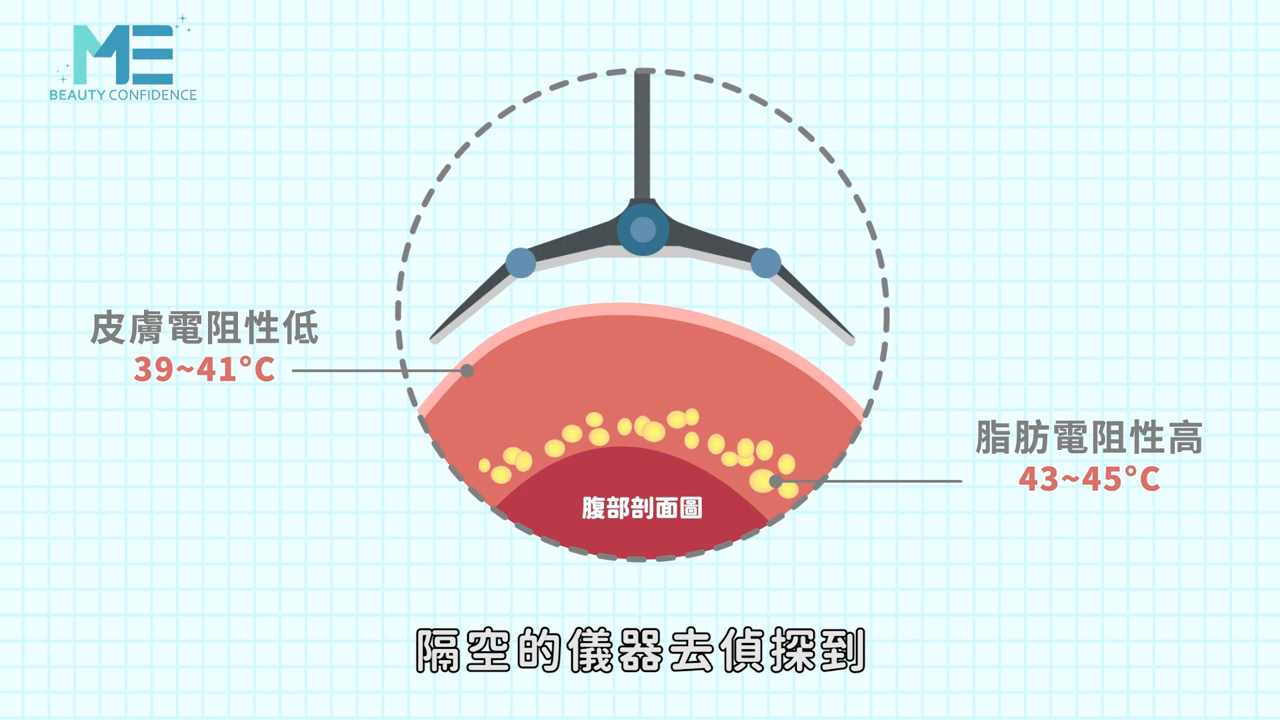 ME
BEAUTY CONFIDENCE
皮膚電阻性低
39~41°C
脂肪電阻性高
43~45°C
腹部剖面圖
隔空的儀器去偵探到